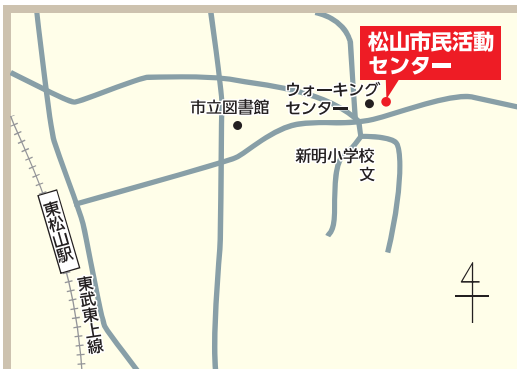 松山市民活動
センター
ウォーキング
センター
市立図書館
新明小学校
文
東松山駅
東武東上線